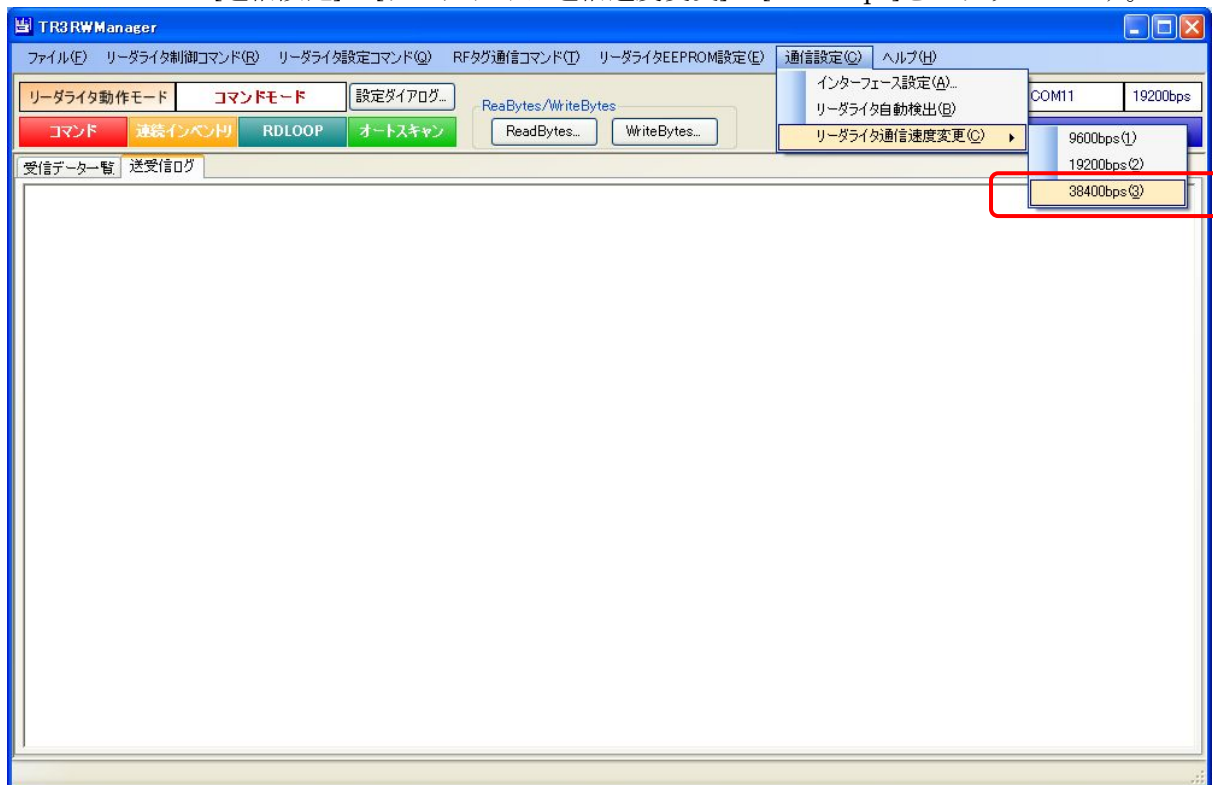 TR3RWManager
ファイル(F) リーダライタ制御コマンド(R) リーダライタ設定コマンド(Q) RFタグ通信コマンド(T) リーダライタEEPROM設定(E) 通信設定(C) ヘルプ(H)
リーダライタ動作モード コマンドモード 設定ダイアログ... ReaBytes/WriteBytes COM11 19200bps
コマンド 連続インベントリ RDLOOP オートスキャン ReadBytes... WriteBytes...
インターフェース設定(A)...
リーダライタ自動検出(B)
リーダライタ通信速度変更(C)
9600bps(1)
19200bps(2)
38400bps(3)
受信データ一覧 送受信ログ